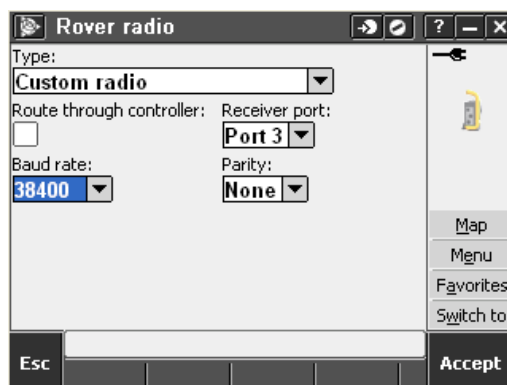 Rover radio
? – ×
Type:
Custom radio
Route through controller: Receiver port:
Port 3
Baud rate: Parity:
38400 None
Map
Menu
Favorites
Switch to
Esc Accept